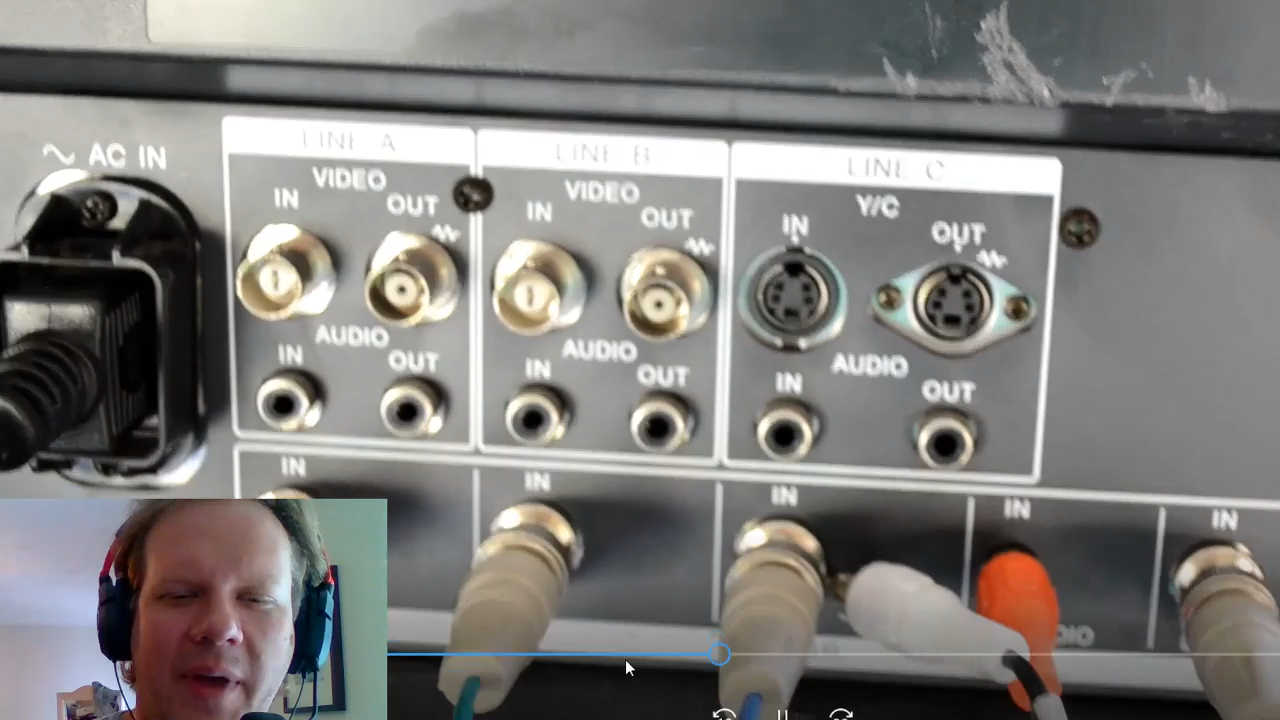 AC IN
LINE A
VIDEO
IN
OUT
AUDIO
IN
OUT
LINE B
VIDEO
IN
OUT
AUDIO
IN
OUT
LINE C
Y/C
IN
OUT
AUDIO
IN
OUT
IN
IN
IN
IN
IN